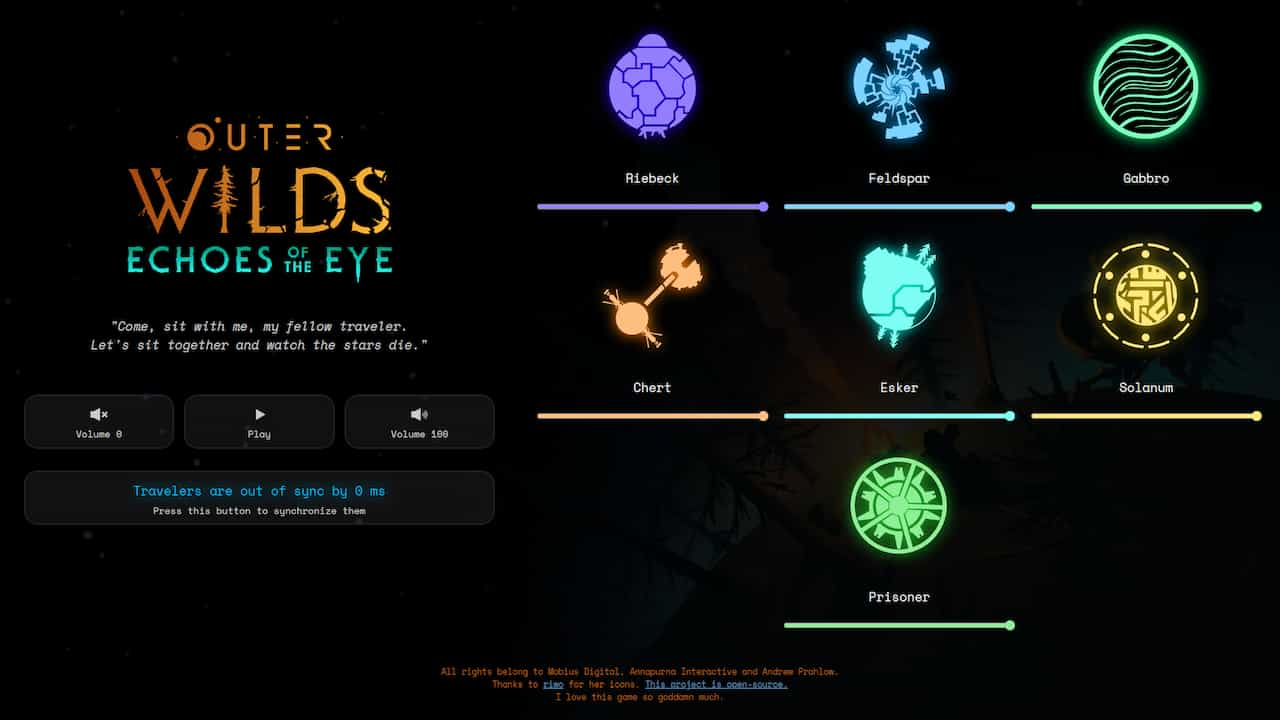 OUTER
WILDS
ECHOES OF THE EYE
"Come, sit with me, my fellow traveler.
Let's sit together and watch the stars die."
Volume 0
Play
Volume 100
Travelers are out of sync by 0 ms
Press this button to synchronize them
Riebeck
Feldspar
Gabbro
Chert
Esker
Solanum
Prisoner
All rights belong to Mobius Digital, Annapurna Interactive and Andrew Prahlow.
Thanks to rimo for her icons. This project is open-source.
I love this game so goddamn much.